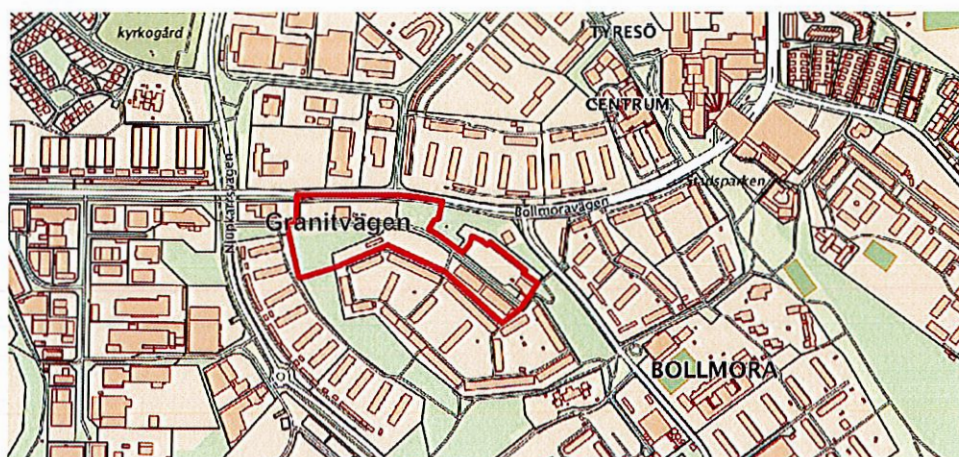 kyrkogård
TYRESÖ
CENTRUM
Stadsparken
Njupkärrsvägen
Bollmoravägen
Granitvägen
BOLLMORA